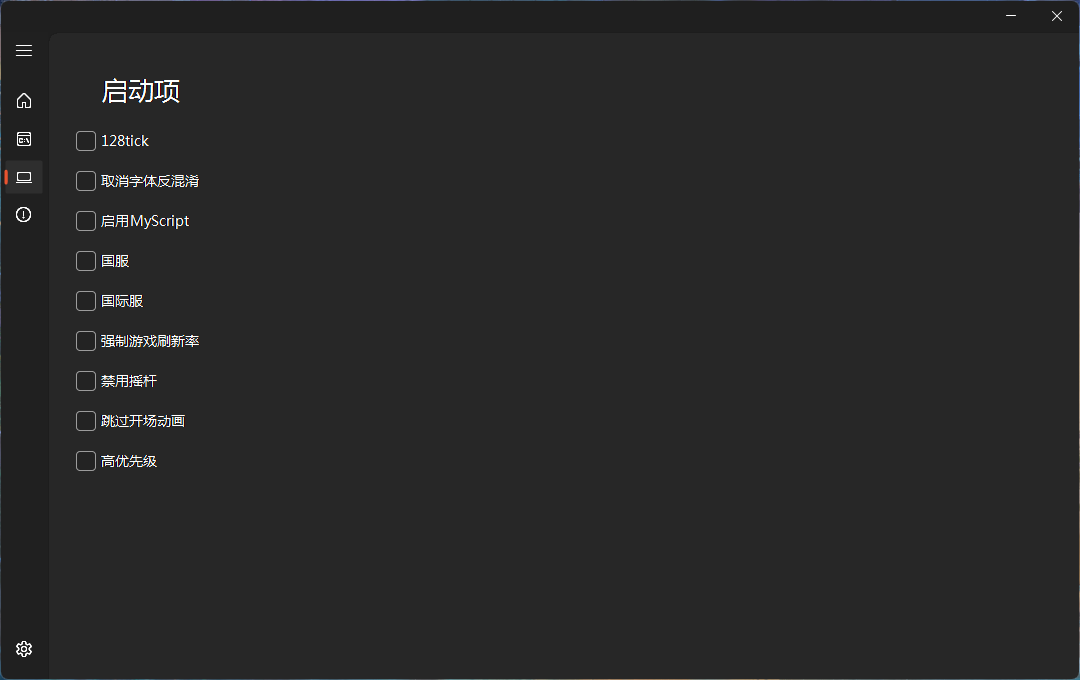 启动项
128tick
取消字体反混淆
启用MyScript
国服
国际服
强制游戏刷新率
禁用摇杆
跳过开场动画
高优先级